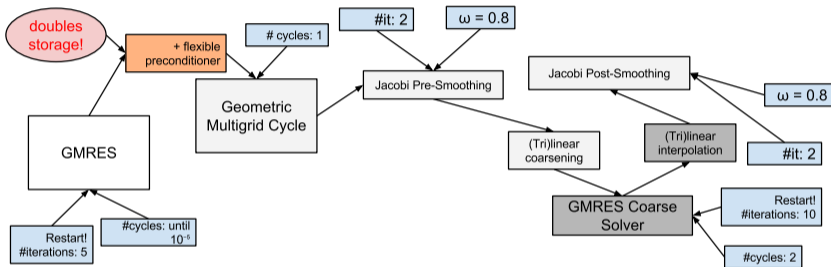 doubles
storage!
+ flexible
preconditioner
# cycles: 1
#it: 2
ω = 0.8
Geometric
Multigrid Cycle
Jacobi Pre-Smoothing
Jacobi Post-Smoothing
ω = 0.8
GMRES
(Tri)linear
coarsening
(Tri)linear
interpolation
#it: 2
GMRES Coarse
Solver
Restart!
#iterations: 10
#cycles: 2
Restart!
#iterations: 5
#cycles: until
10⁻⁵